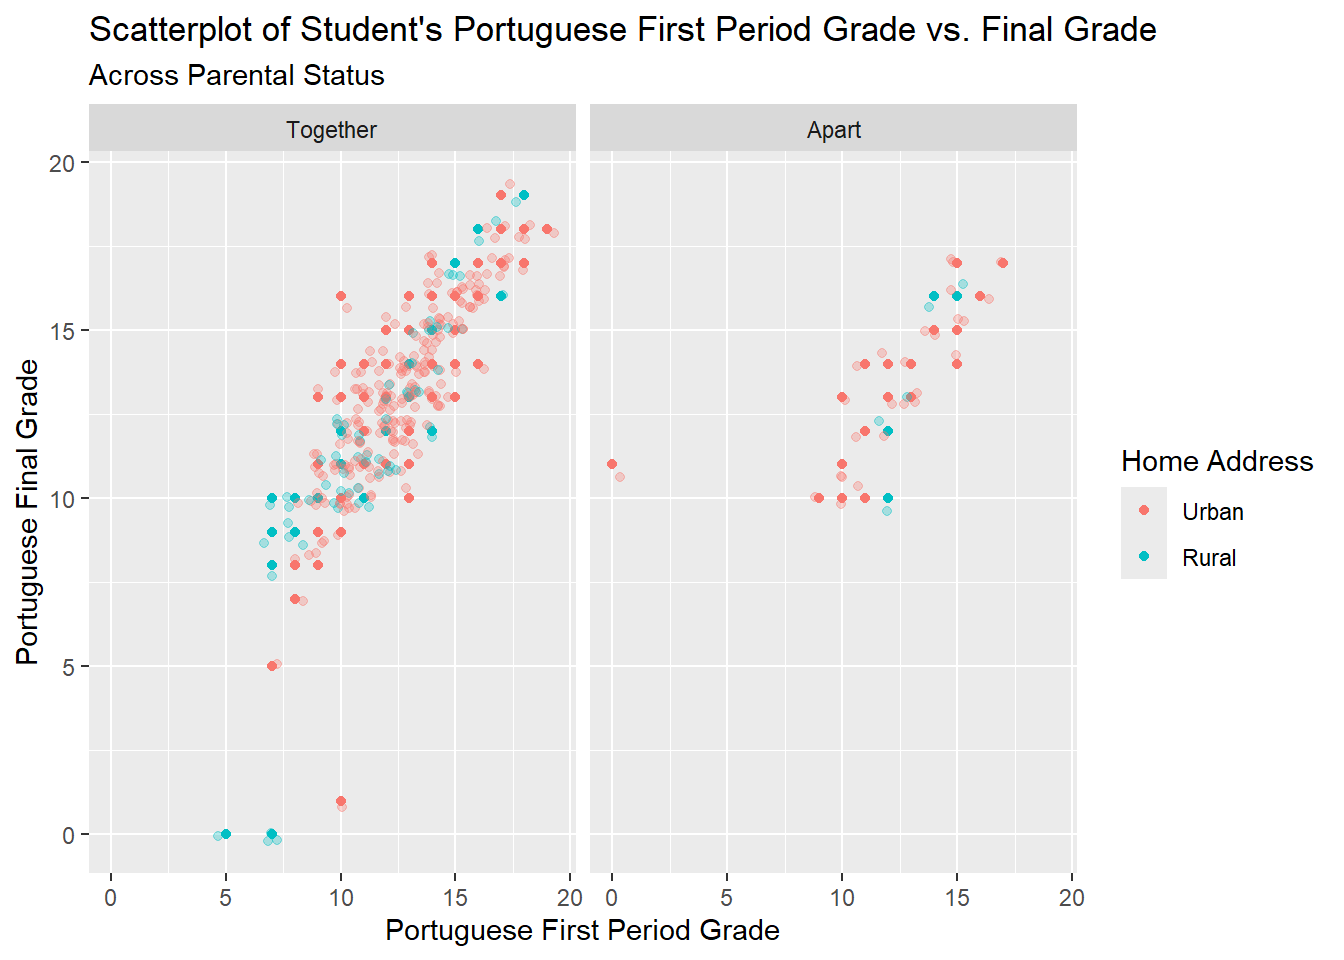 Scatterplot of Student's Portuguese First Period Grade vs. Final Grade
Across Parental Status
Together
Apart
20
15
10
5
0
Portuguese Final Grade
0 5 10 15 20
0 5 10 15 20
Portuguese First Period Grade
Home Address
Urban
Rural